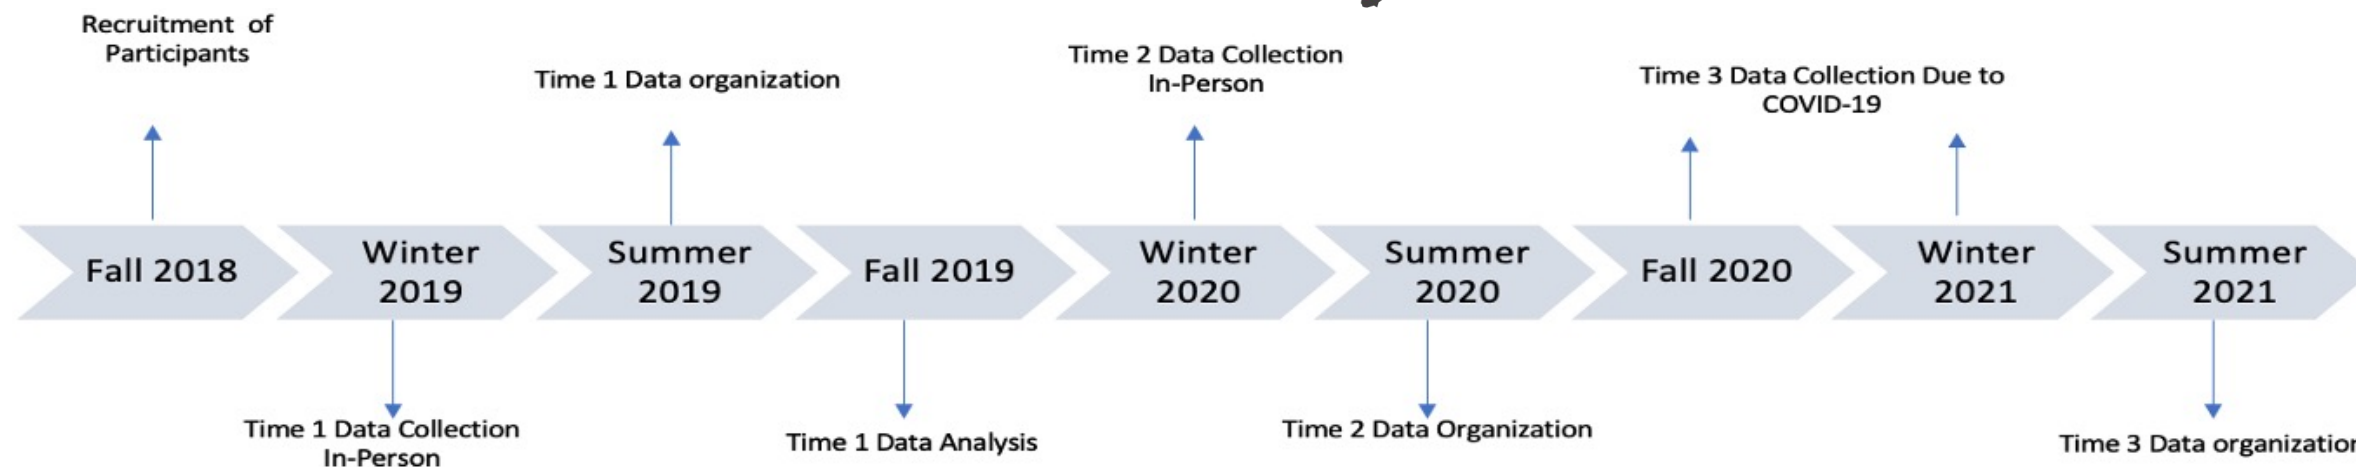 Recruitment of
Participants
Time 1 Data organization
Time 2 Data Collection
In-Person
Time 3 Data Collection Due to
COVID-19
Fall 2018
Winter
2019
Summer
2019
Fall 2019
Winter
2020
Summer
2020
Fall 2020
Winter
2021
Summer
2021
Time 1 Data Collection
In-Person
Time 1 Data Analysis
Time 2 Data Organization
Time 3 Data organization